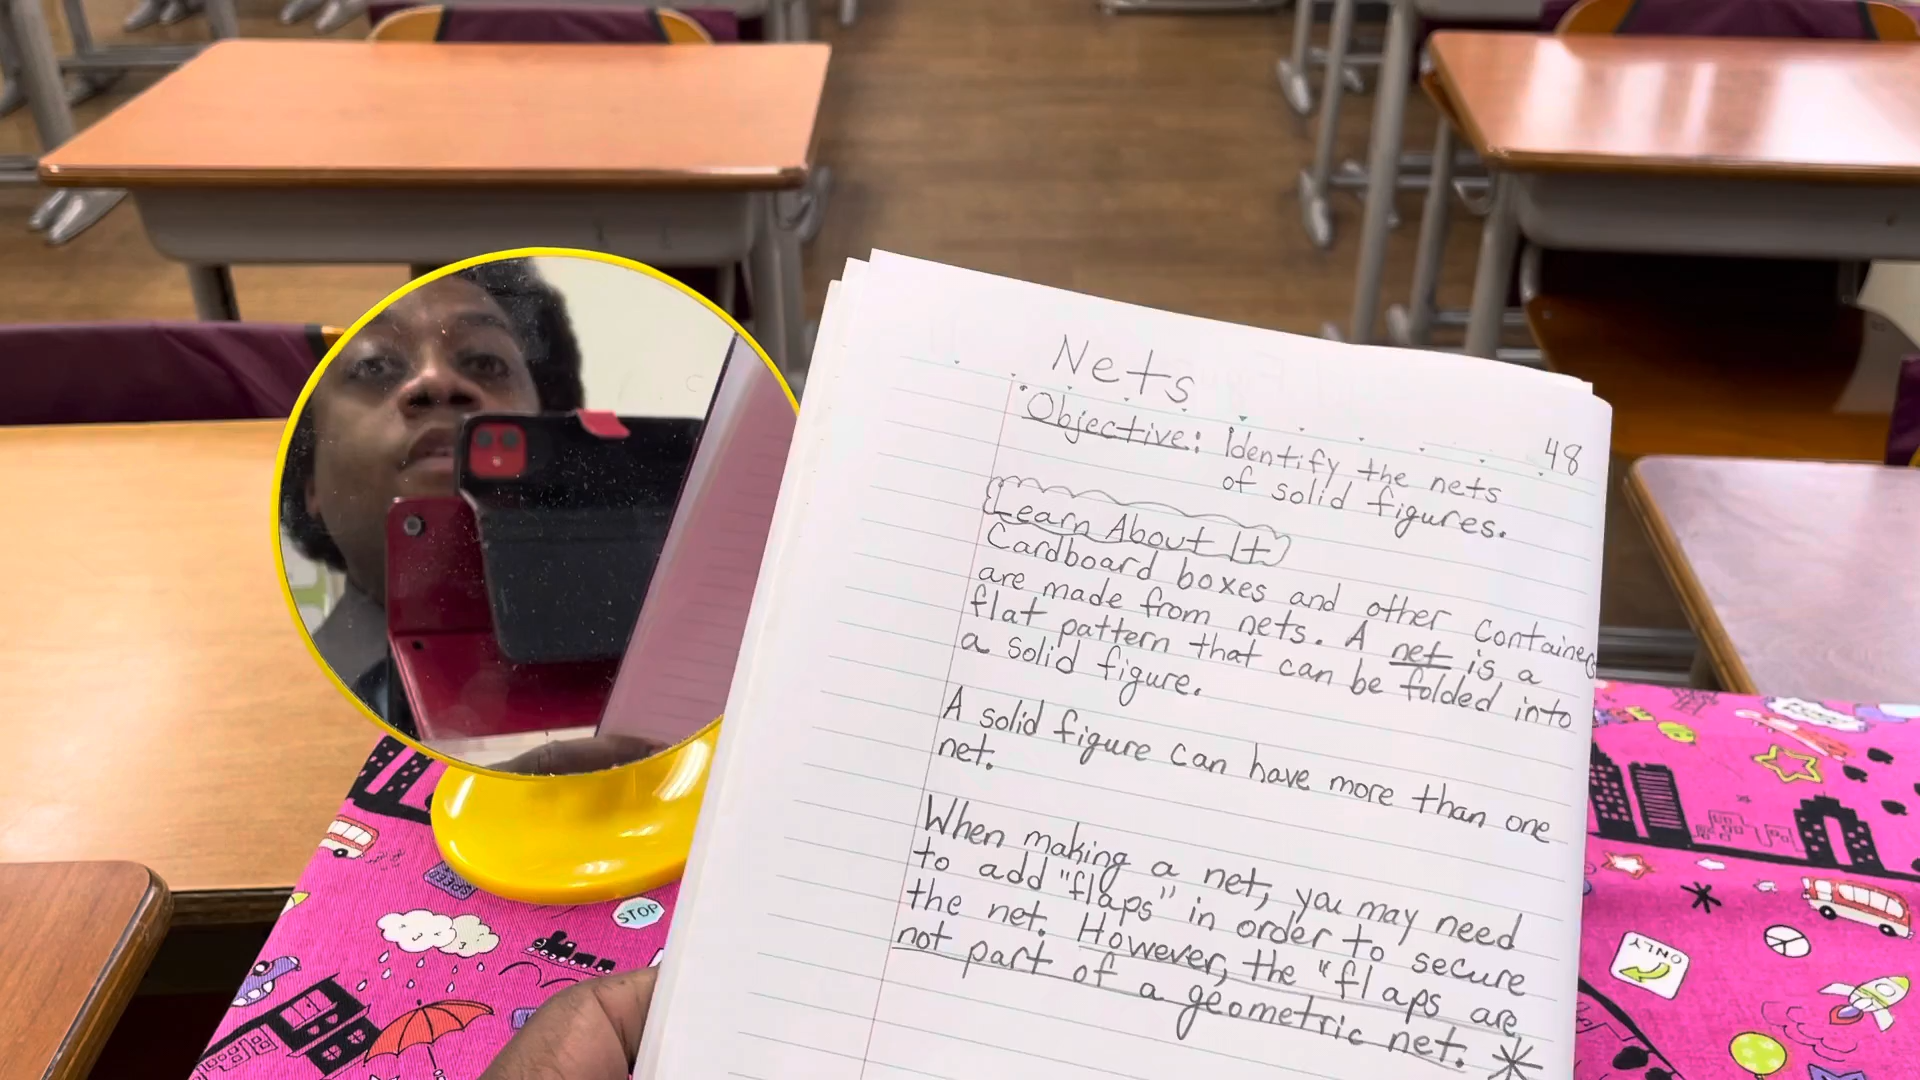 Nets
48
Objective: Identify the nets
of solid figures.
Learn About It
Cardboard boxes and other containers
are made from nets. A net is a
flat pattern that can be folded into
a solid figure.
A solid figure can have more than one
net.
When making a net, you may need
to add "flaps" in order to secure
the net. However, the "flaps are
not part of a geometric net. *
STOP
ONLY